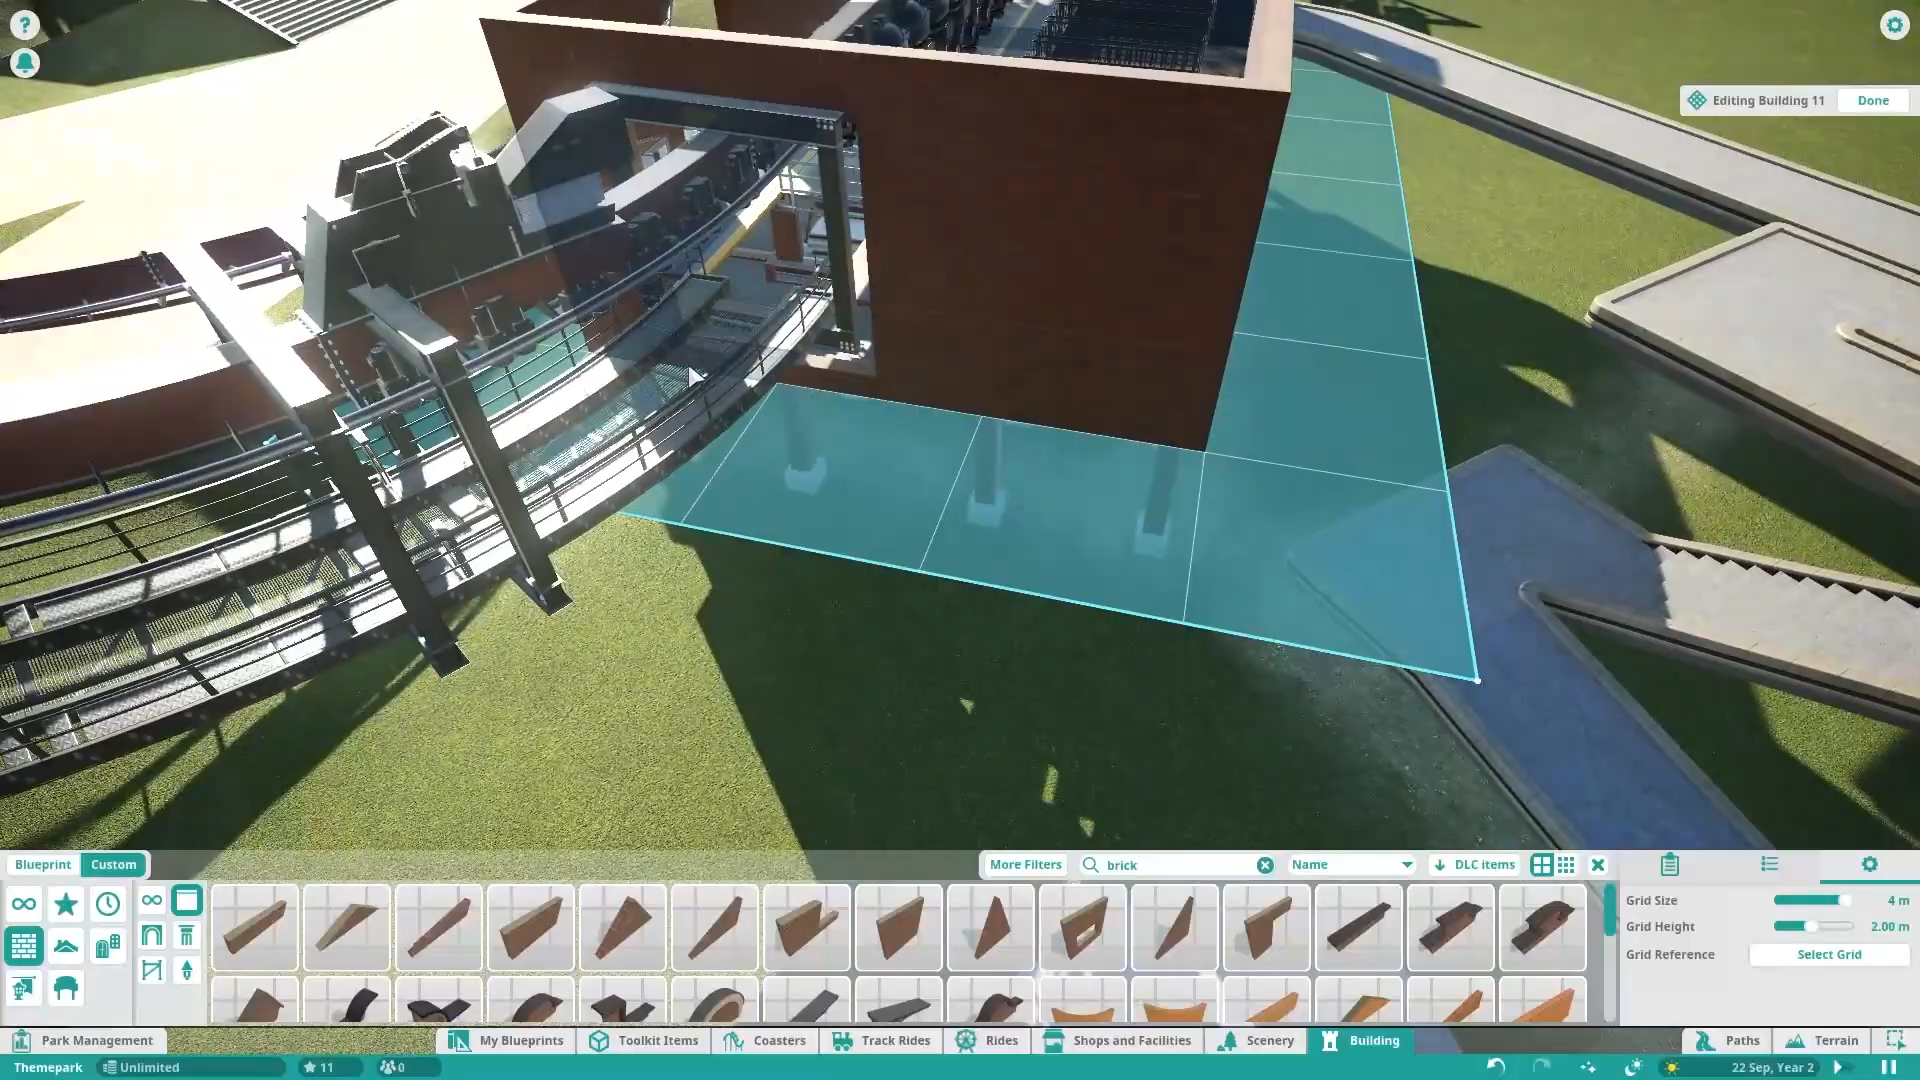 ?
Editing Building 11 Done
Blueprint Custom
More Filters brick Name DLC items
Grid Size 4 m
Grid Height 2.00 m
Grid Reference Select Grid
Park Management My Blueprints Toolkit Items Coasters Track Rides Rides Shops and Facilities Scenery Building Paths Terrain
Themepark Unlimited 11 0 22 Sep, Year 2